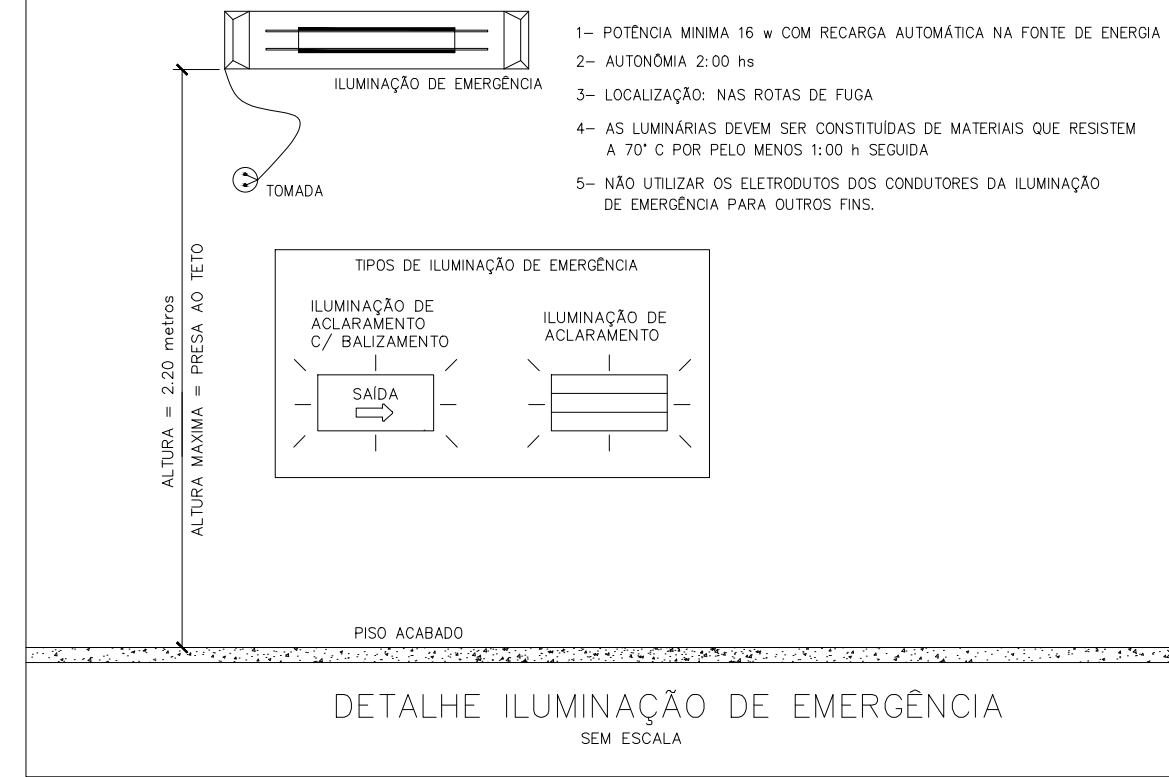 1- POTÊNCIA MINIMA 16 w COM RECARGA AUTOMÁTICA NA FONTE DE ENERGIA
2- AUTONÔMIA 2:00 hs
3- LOCALIZAÇÃO: NAS ROTAS DE FUGA
4- AS LUMINÁRIAS DEVEM SER CONSTITUÍDAS DE MATERIAIS QUE RESISTEM
A 70° C POR PELO MENOS 1:00 h SEGUIDA
5- NÃO UTILIZAR OS ELETRODUTOS DOS CONDUTORES DA ILUMINAÇÃO
DE EMERGÊNCIA PARA OUTROS FINS.
ILUMINAÇÃO DE EMERGÊNCIA
TOMADA
ALTURA = 2.20 metros
ALTURA MAXIMA = PRESA AO TETO
TIPOS DE ILUMINAÇÃO DE EMERGÊNCIA
ILUMINAÇÃO DE
ACLARAMENTO
C/ BALIZAMENTO
SAÍDA
ILUMINAÇÃO DE
ACLARAMENTO
PISO ACABADO
DETALHE ILUMINAÇÃO DE EMERGÊNCIA
SEM ESCALA